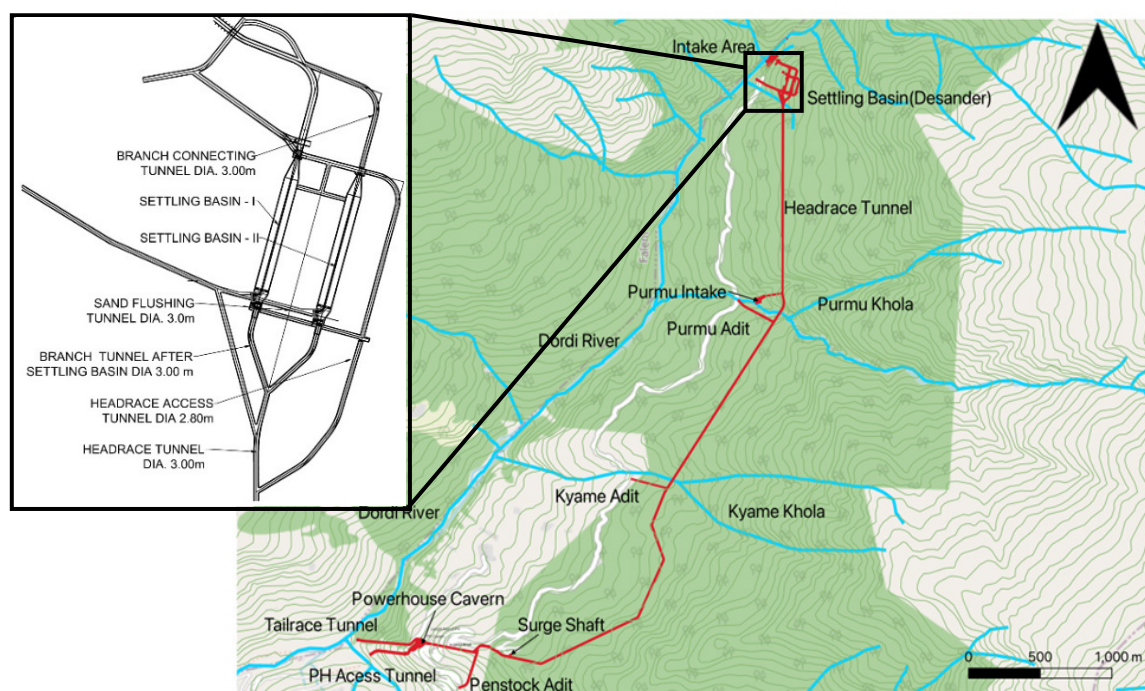 BRANCH CONNECTING
TUNNEL DIA. 3.00m
SETTLING BASIN - I
SETTLING BASIN - II
SAND FLUSHING
TUNNEL DIA. 3.0m
BRANCH TUNNEL AFTER
SETTLING BASIN DIA 3.00 m
HEADRACE ACCESS
TUNNEL DIA 2.80m
HEADRACE TUNNEL
DIA. 3.00m
Intake Area
Settling Basin(Desander)
Headrace Tunnel
Purmu Intake
Purmu Khola
Purmu Adit
Dordi River
Kyame Adit
Kyame Khola
Dordi River
Powerhouse Cavern
Tailrace Tunnel
Surge Shaft
PH Acess Tunnel
Penstock Adit
0 500 1,000 m